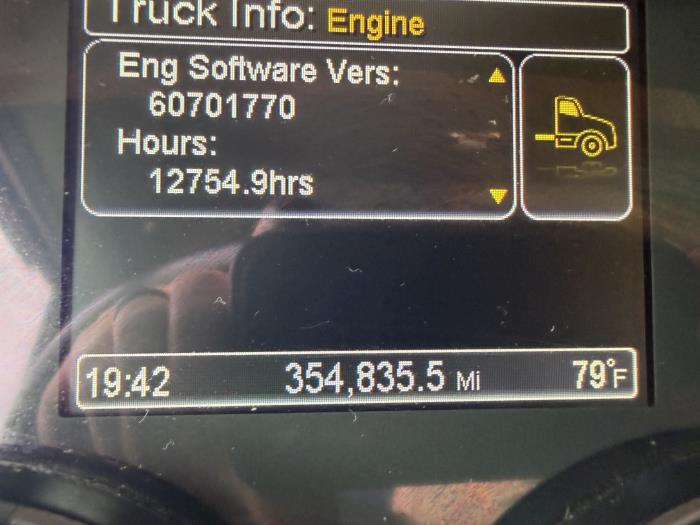 Truck Info: Engine
Eng Software Vers:
60701770
Hours:
12754.9hrs
19:42 354,835.5 Mi 79°F